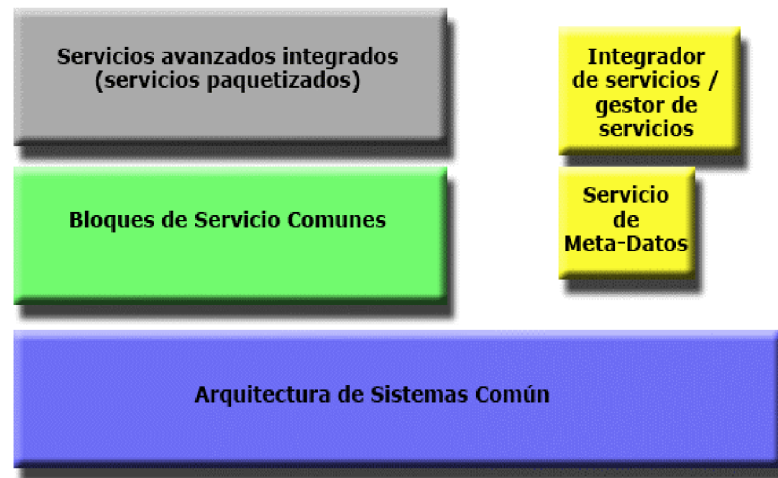 Servicios avanzados integrados
(servicios paquetizados)
Integrador
de servicios /
gestor de
servicios
Bloques de Servicio Comunes
Servicio
de
Meta-Datos
Arquitectura de Sistemas Común